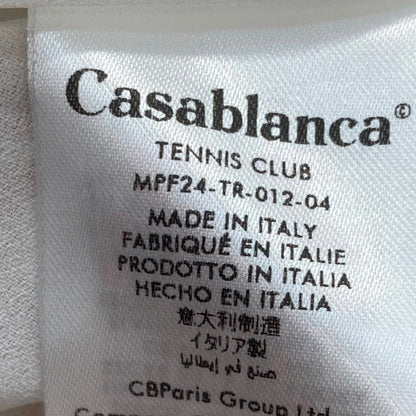 Casablanca©
TENNIS CLUB
MPF24-TR-012-04
MADE IN ITALY
FABRIQUÉ EN ITALIE
PRODOTTO IN ITALIA
HECHO EN ITALIA
意大利制造
イタリア製
صنع في إيطاليا
CBParis Group Ltd